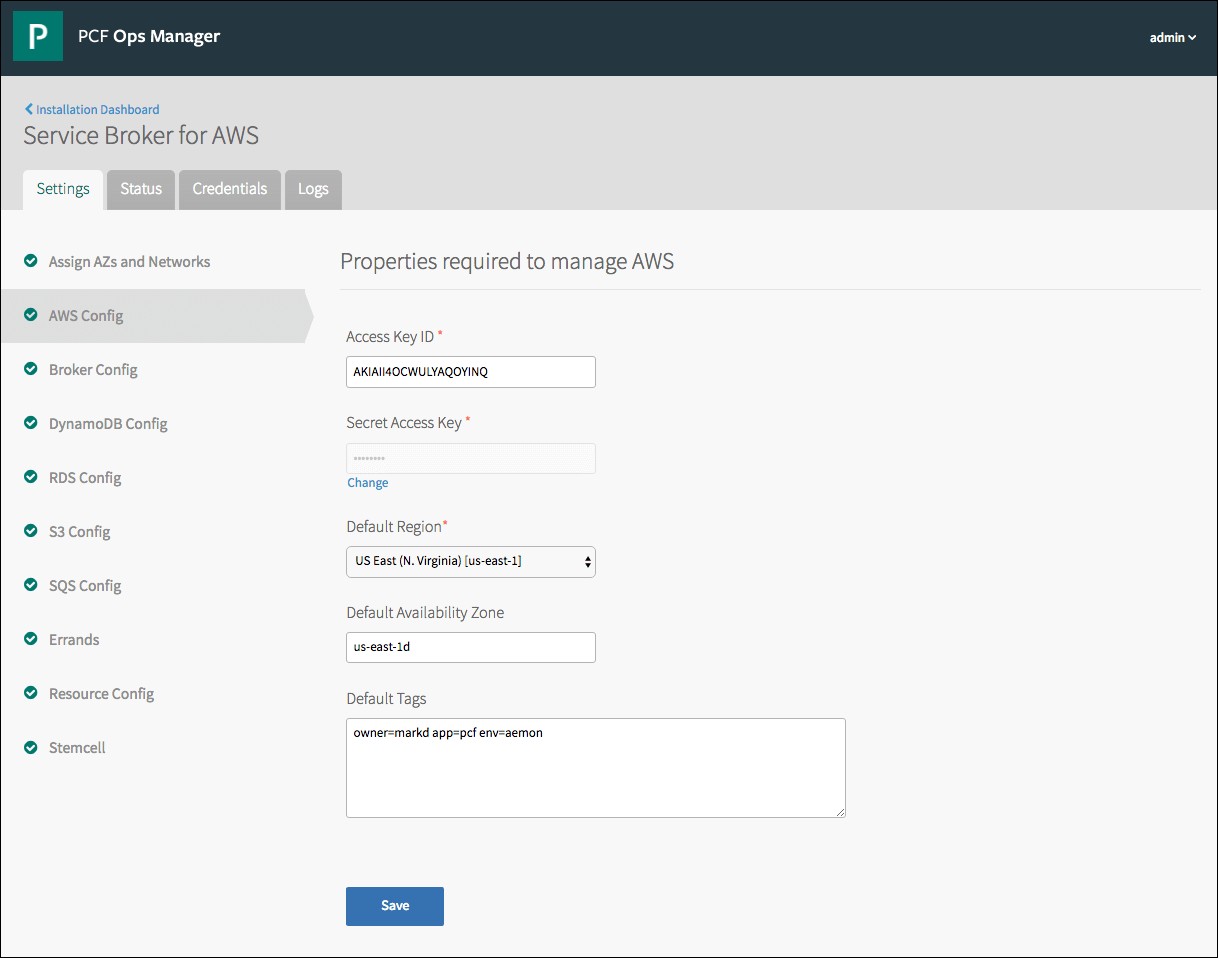 P
PCF Ops Manager
admin
Installation Dashboard
Service Broker for AWS
Settings
Status
Credentials
Logs
Assign AZs and Networks
AWS Config
Broker Config
DynamoDB Config
RDS Config
S3 Config
SQS Config
Errands
Resource Config
Stemcell
Properties required to manage AWS
Access Key ID *
AKIAII4OCWULYAQOYINQ
Secret Access Key *
••••••••
Change
Default Region*
US East (N. Virginia) [us-east-1]
Default Availability Zone
us-east-1d
Default Tags
owner=markd app=pcf env=aemon
Save